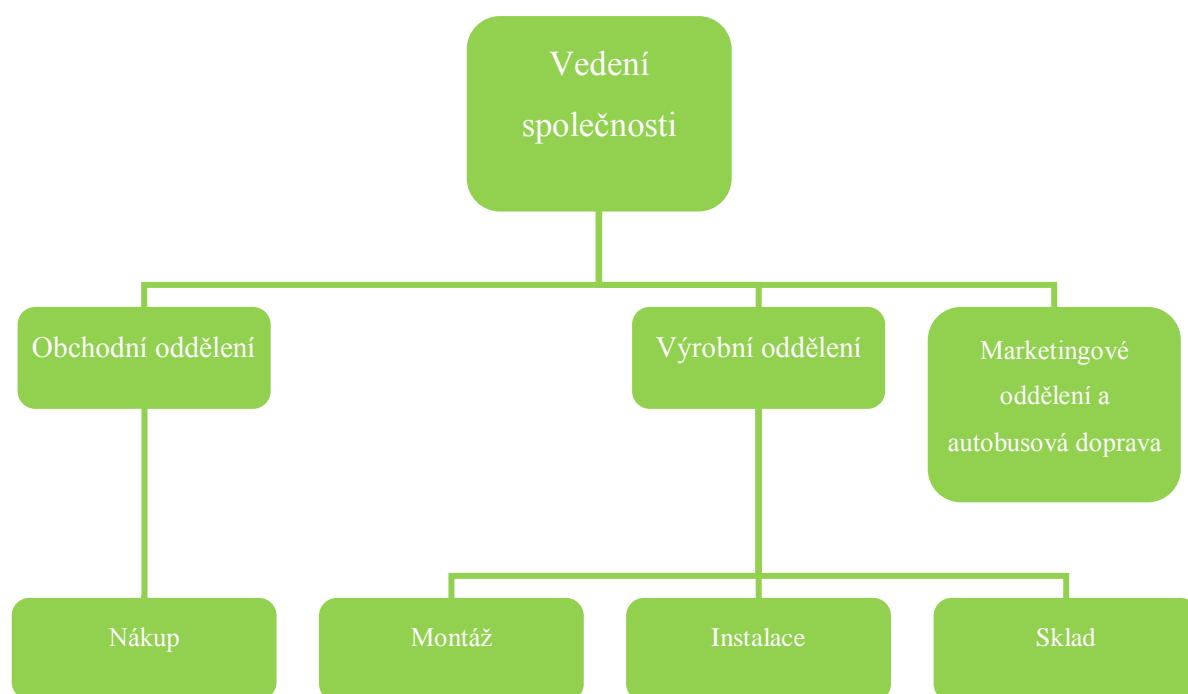 Vedení
společnosti
Obchodní oddělení
Výrobní oddělení
Marketingové
oddělení a
autobusová doprava
Nákup
Montáž
Instalace
Sklad